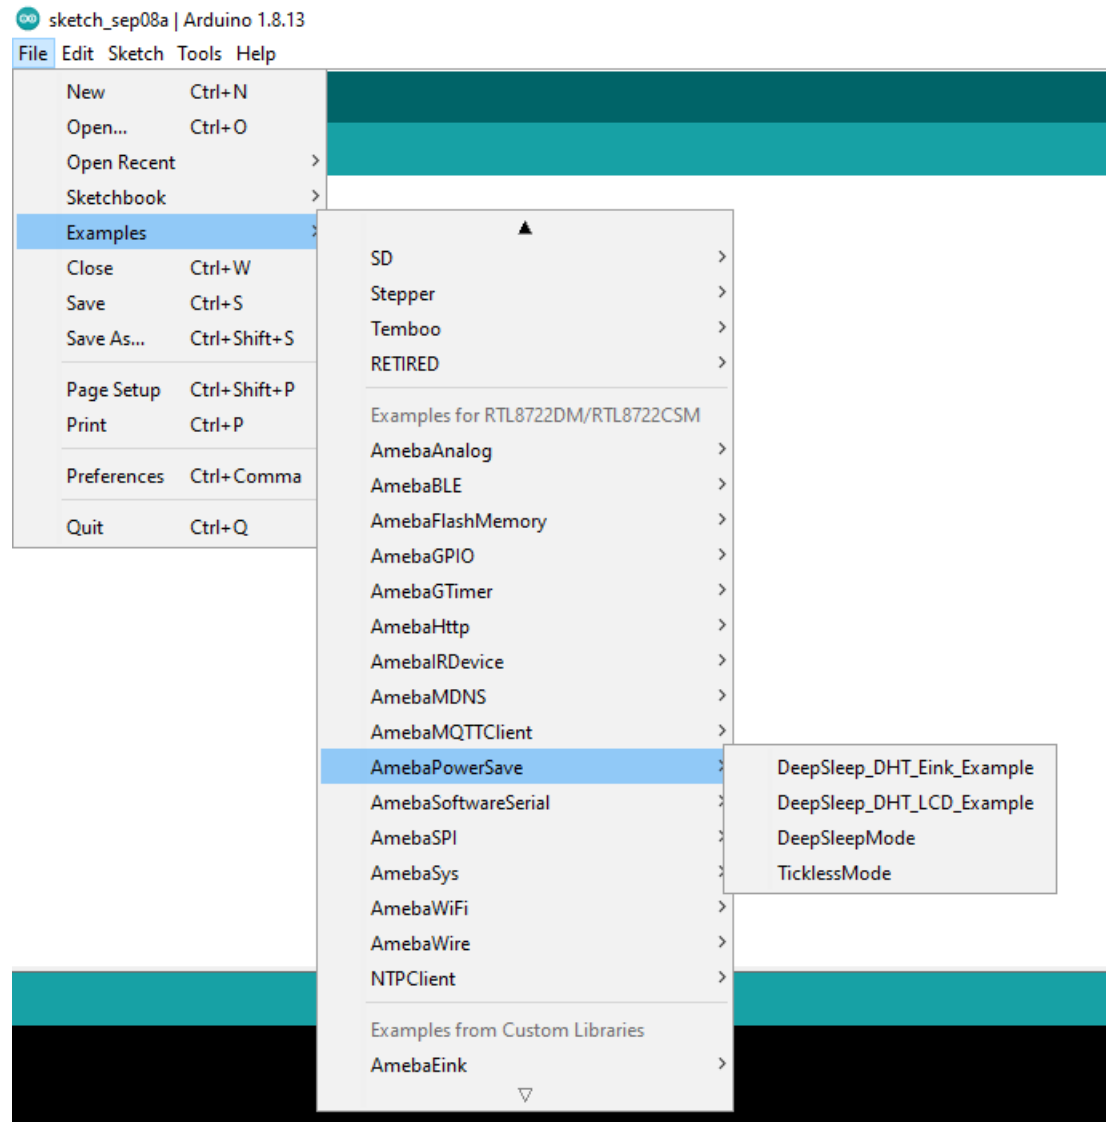 sketch_sep08a | Arduino 1.8.13
File Edit Sketch Tools Help
New Ctrl+N
Open... Ctrl+O
Open Recent
Sketchbook
Examples
Close Ctrl+W
Save Ctrl+S
Save As... Ctrl+Shift+S
Page Setup Ctrl+Shift+P
Print Ctrl+P
Preferences Ctrl+Comma
Quit Ctrl+Q
SD
Stepper
Temboo
RETIRED
Examples for RTL8722DM/RTL8722CSM
AmebaAnalog
AmebaBLE
AmebaFlashMemory
AmebaGPIO
AmebaGTimer
AmebaHttp
AmebaIRDevice
AmebaMDNS
AmebaMQTTClient
AmebaPowerSave
AmebaSoftwareSerial
AmebaSPI
AmebaSys
AmebaWiFi
AmebaWire
NTPClient
Examples from Custom Libraries
AmebaEink
DeepSleep_DHT_Eink_Example
DeepSleep_DHT_LCD_Example
DeepSleepMode
TicklessMode